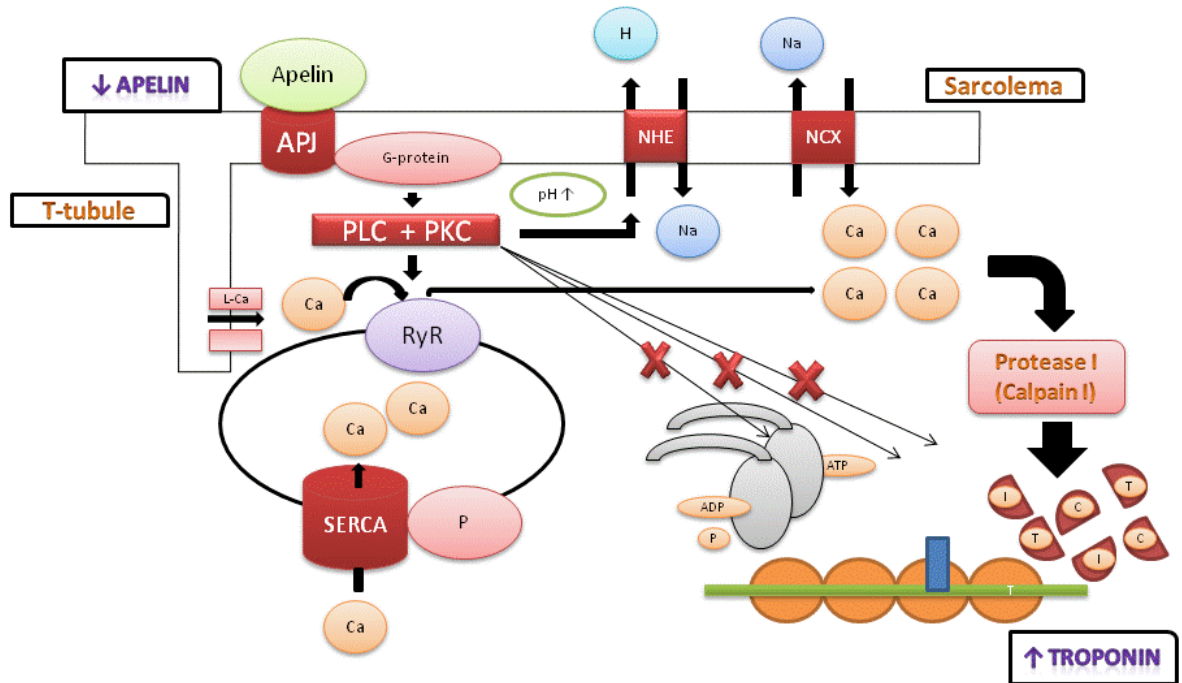 H
Na
↓ APELIN
Apelin
Sarcolema
APJ
NHE
NCX
G-protein
pH ↑
T-tubule
PLC + PKC
Na
Ca
Ca
L-Ca
Ca
Ca
Ca
RyR
Protease I
(Calpain I)
Ca
Ca
ATP
SERCA
P
ADP
P
I
C
T
T
I
C
T
Ca
↑ TROPONIN